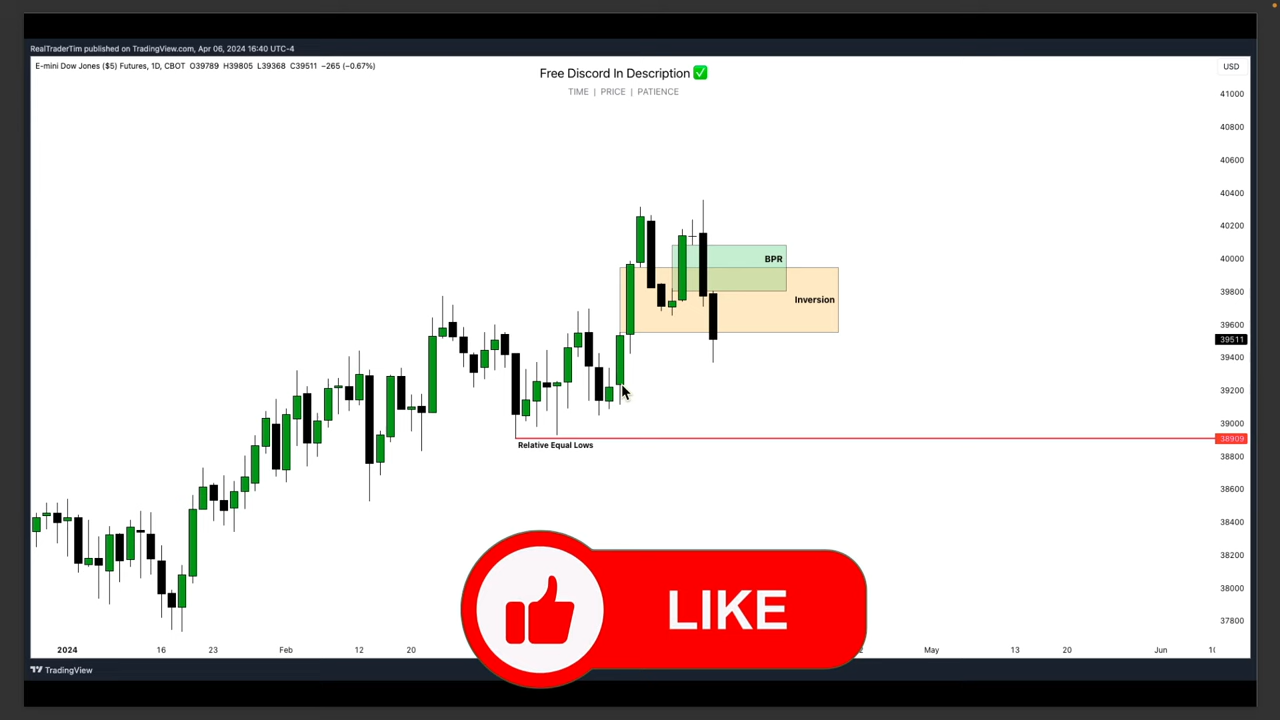 RealTraderTim published on TradingView.com, Apr 06, 2024 16:40 UTC-4
E-mini Dow Jones ($5) Futures, 1D, CBOT O39789 H39805 L39368 C39511 −265 (−0.67%)
Free Discord In Description ✅
TIME | PRICE | PATIENCE
USD
41000
40800
40600
40400
40200
40000
39800
39600
39511
39400
39200
39000
38909
38800
38600
38400
38200
38000
37800
BPR
Inversion
Relative Equal Lows
LIKE
2024 16 23 Feb 12 20 May 13 20 Jun
TradingView